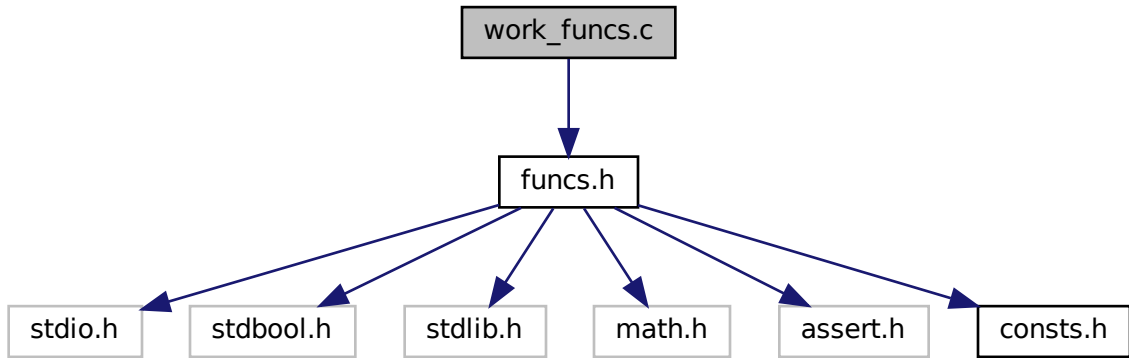 work_funcs.c
funcs.h
stdio.h
stdbool.h
stdlib.h
math.h
assert.h
consts.h